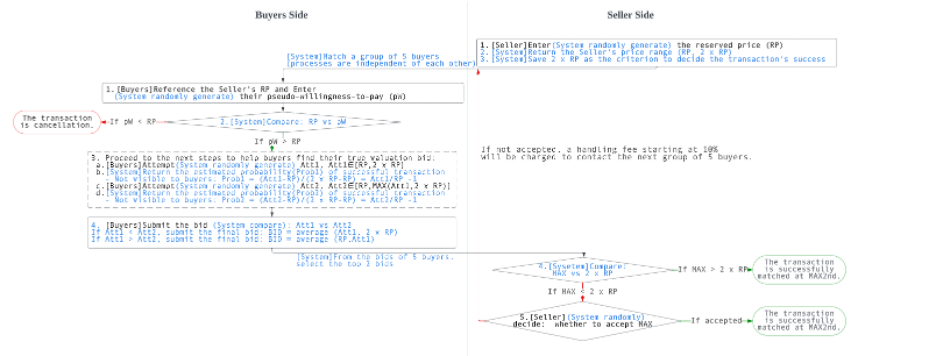 Buyers Side
Seller Side
1.[Seller]Enter(System randomly generate) the reserved price (RP)
2.[System]Return the Seller's price range (RP, 2 x RP)
3.[System]Save 2 x RP as the criterion to decide the transaction's success
[System]Match a group of 5 buyers
(processes are independent of each other)
1.[Buyers]Reference the Seller's RP and Enter
(System randomly generate) their pseudo-willingness-to-pay (pW)
The transaction
is cancellation.
If pW < RP
2.[System]Compare: RP vs pW
If pW > RP
If not accepted, a handling fee starting at 10%
will be charged to contact the next group of 5 buyers.
3. Proceed to the next steps to help buyers find their true valuation bid:
a.[Buyers]Attempt(System randomly generate) Att1, Att1∈[RP,2 x RP]
b.[System]Return the estimated probability(Prob1) of successful transaction
- Not visible to buyers: Prob1 = (Att1-RP)/(2 x RP-RP) = Att1/RP -1
c.[Buyers]Attempt(System randomly generate) Att2, Att2∈[RP,MAX(Att1,2 x RP)]
d.[System]Return the estimated probability(Prob2) of successful transaction
- Not visible to buyers: Prob2 = (Att2-RP)/(2 x RP-RP) = Att2/RP -1
4. [Buyers]Submit the bid (System compare): Att1 vs Att2
If Att1 < Att2, submit the final bid: BID = average (Att1, 2 x RP)
If Att1 > Att2, submit the final bid: BID = average (RP,Att1)
[System]From the bids of 5 buyers,
select the top 2 bids
4.[Sysetem]Compare:
MAX vs 2 x RP
If MAX > 2 x RP
The transaction
is successfully
matched at MAX2nd.
If MAX < 2 x RP
5.[Seller](System randomly)
decide: whether to accept MAX
If accepted
The transaction
is successfully
matched at MAX2nd.